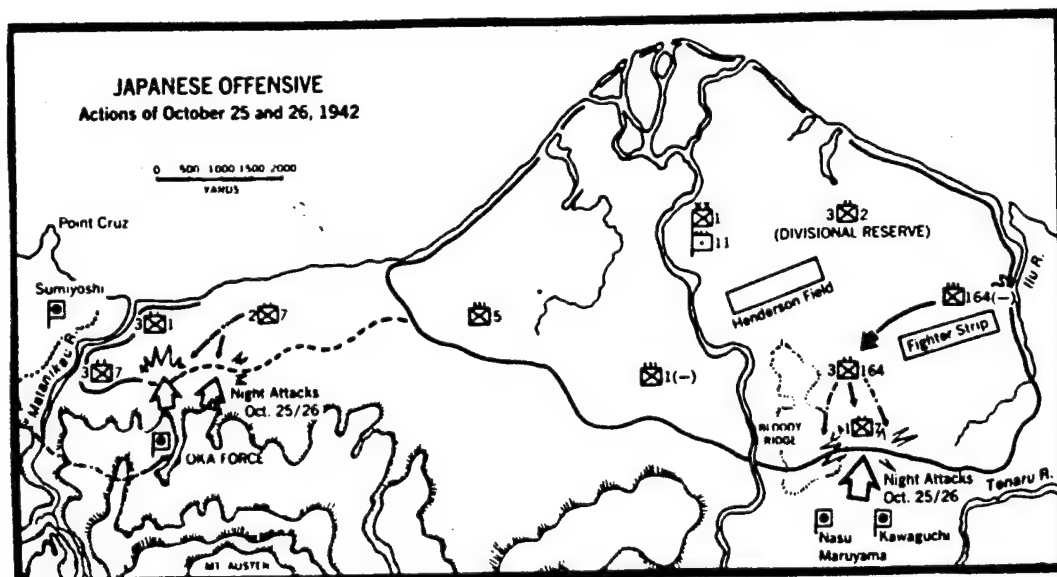 JAPANESE OFFENSIVE
Actions of October 25 and 26, 1942
0 500 1000 1500 2000
YARDS
Point Cruz
Sumiyoshi
Matanikau R.
3 1
2 7
3 7
Night Attacks
Oct. 25/26
OKA FORCE
MT AUSTEN
5
1(-)
1
11
3 2
(DIVISIONAL RESERVE)
Henderson Field
Ilu R.
164(-)
Fighter Strip
3 164
BLOODY
RIDGE
1 7
Night Attacks
Oct. 25/26
Tenaru R.
Nasu
Kawaguchi
Maruyama